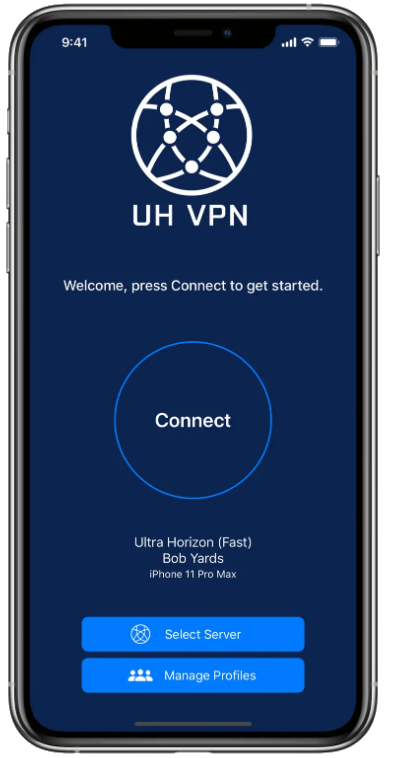 9:41
UH VPN
Welcome, press Connect to get started.
Connect
Ultra Horizon (Fast)
Bob Yards
iPhone 11 Pro Max
Select Server
Manage Profiles